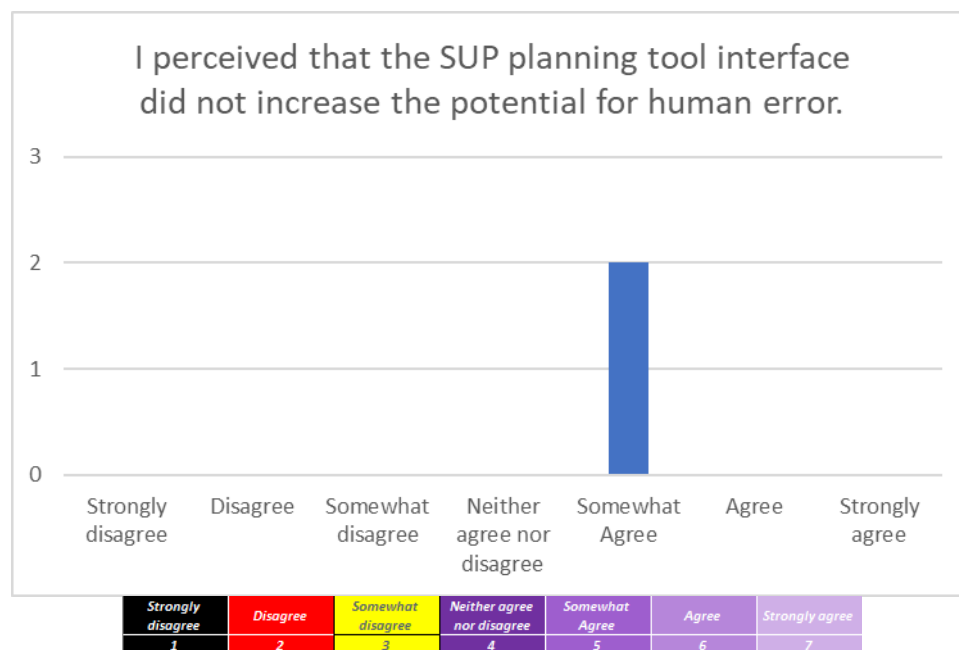 I perceived that the SUP planning tool interface
did not increase the potential for human error.
3
2
1
0
Strongly
disagree
Disagree
Somewhat
disagree
Neither
agree nor
disagree
Somewhat
Agree
Agree
Strongly
agree
Strongly
disagree
Disagree
Somewhat
disagree
Neither agree
nor disagree
Somewhat
Agree
Agree
Strongly agree
1 2 3 4 5 6 7